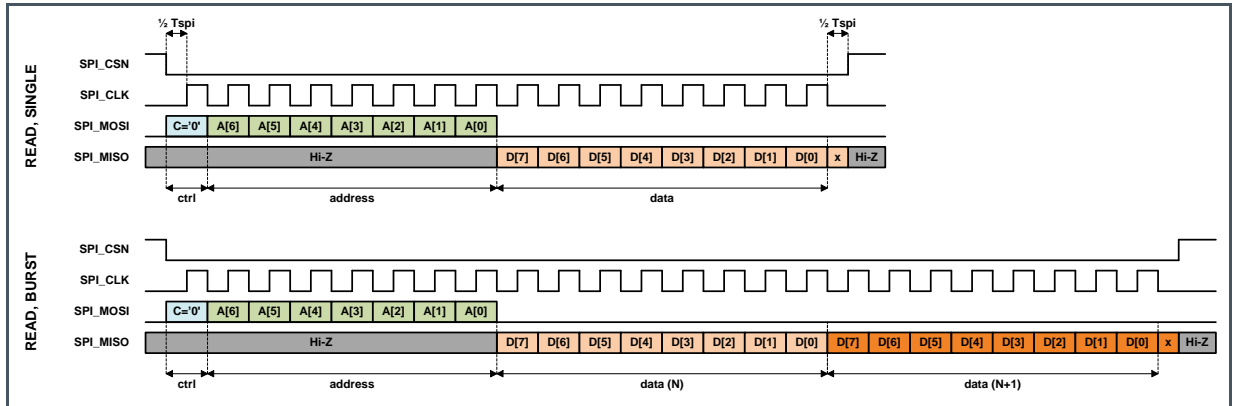 ½ Tspi ½ Tspi
READ, SINGLE
SPI_CSN
SPI_CLK
SPI_MOSI C='0' A[6] A[5] A[4] A[3] A[2] A[1] A[0]
SPI_MISO Hi-Z D[7] D[6] D[5] D[4] D[3] D[2] D[1] D[0] x Hi-Z
ctrl address data
READ, BURST
SPI_CSN
SPI_CLK
SPI_MOSI C='0' A[6] A[5] A[4] A[3] A[2] A[1] A[0]
SPI_MISO Hi-Z D[7] D[6] D[5] D[4] D[3] D[2] D[1] D[0] D[7] D[6] D[5] D[4] D[3] D[2] D[1] D[0] x Hi-Z
ctrl address data (N) data (N+1)